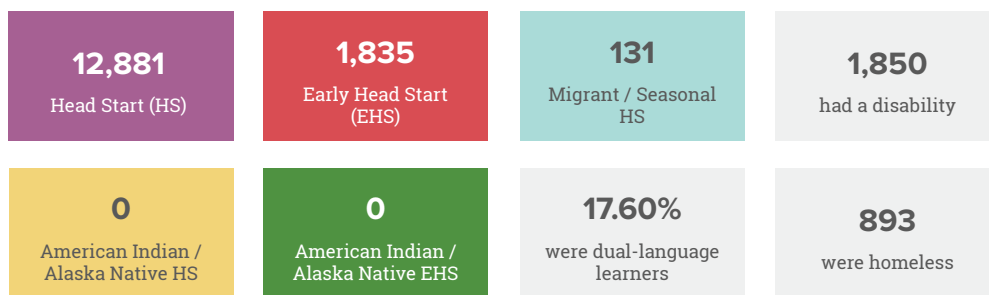 12,881
Head Start (HS)
1,835
Early Head Start
(EHS)
131
Migrant / Seasonal
HS
1,850
had a disability
0
American Indian /
Alaska Native HS
0
American Indian /
Alaska Native EHS
17.60%
were dual-language
learners
893
were homeless